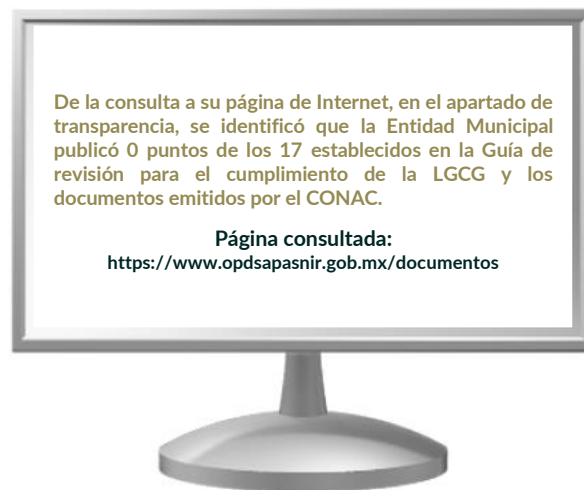 De la consulta a su página de Internet, en el apartado de
transparencia, se identificó que la Entidad Municipal
publicó 0 puntos de los 17 establecidos en la Guía de
revisión para el cumplimiento de la LGCG y los
documentos emitidos por el CONAC.
Página consultada:
https://www.opdsapasnir.gob.mx/documentos